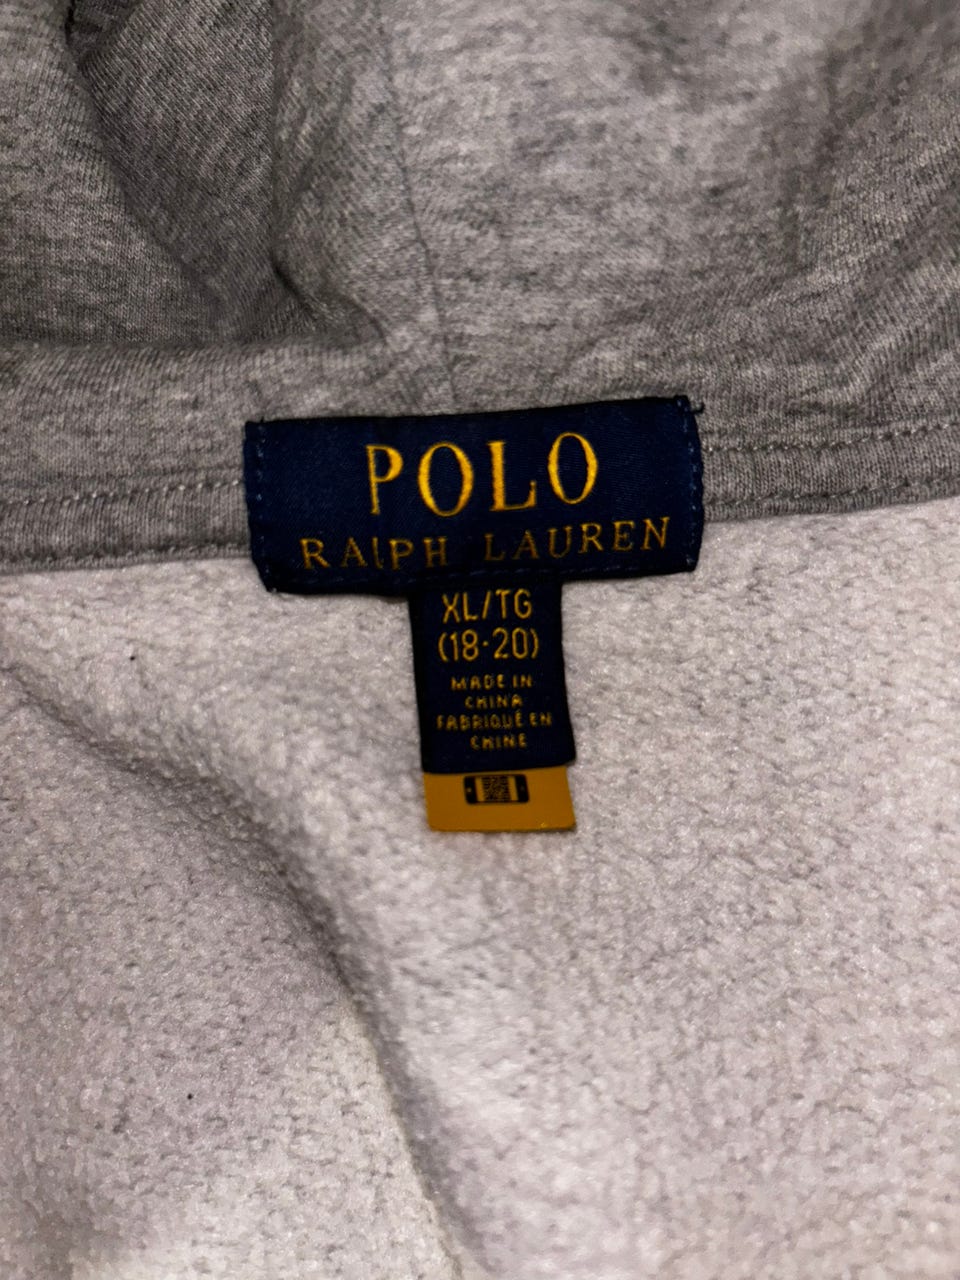 POLO
RALPH LAUREN
XL/TG
(18-20)
MADE IN
CHINA
FABRIQUÉ EN
CHINE